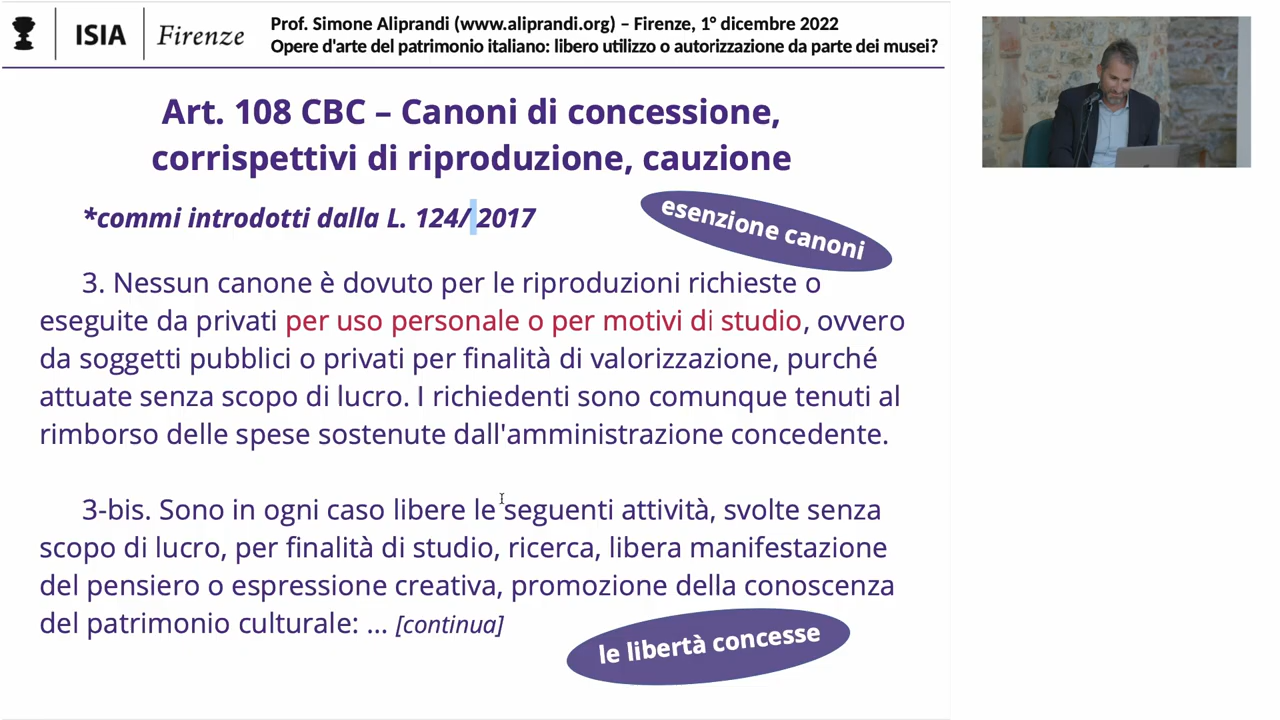 ISIA Firenze
Prof. Simone Aliprandi (www.aliprandi.org) – Firenze, 1° dicembre 2022
Opere d'arte del patrimonio italiano: libero utilizzo o autorizzazione da parte dei musei?
Art. 108 CBC – Canoni di concessione,
corrispettivi di riproduzione, cauzione
*commi introdotti dalla L. 124/ 2017
esenzione canoni
3. Nessun canone è dovuto per le riproduzioni richieste o
eseguite da privati per uso personale o per motivi di studio, ovvero
da soggetti pubblici o privati per finalità di valorizzazione, purché
attuate senza scopo di lucro. I richiedenti sono comunque tenuti al
rimborso delle spese sostenute dall'amministrazione concedente.
3-bis. Sono in ogni caso libere le seguenti attività, svolte senza
scopo di lucro, per finalità di studio, ricerca, libera manifestazione
del pensiero o espressione creativa, promozione della conoscenza
del patrimonio culturale: ... [continua]
le libertà concesse